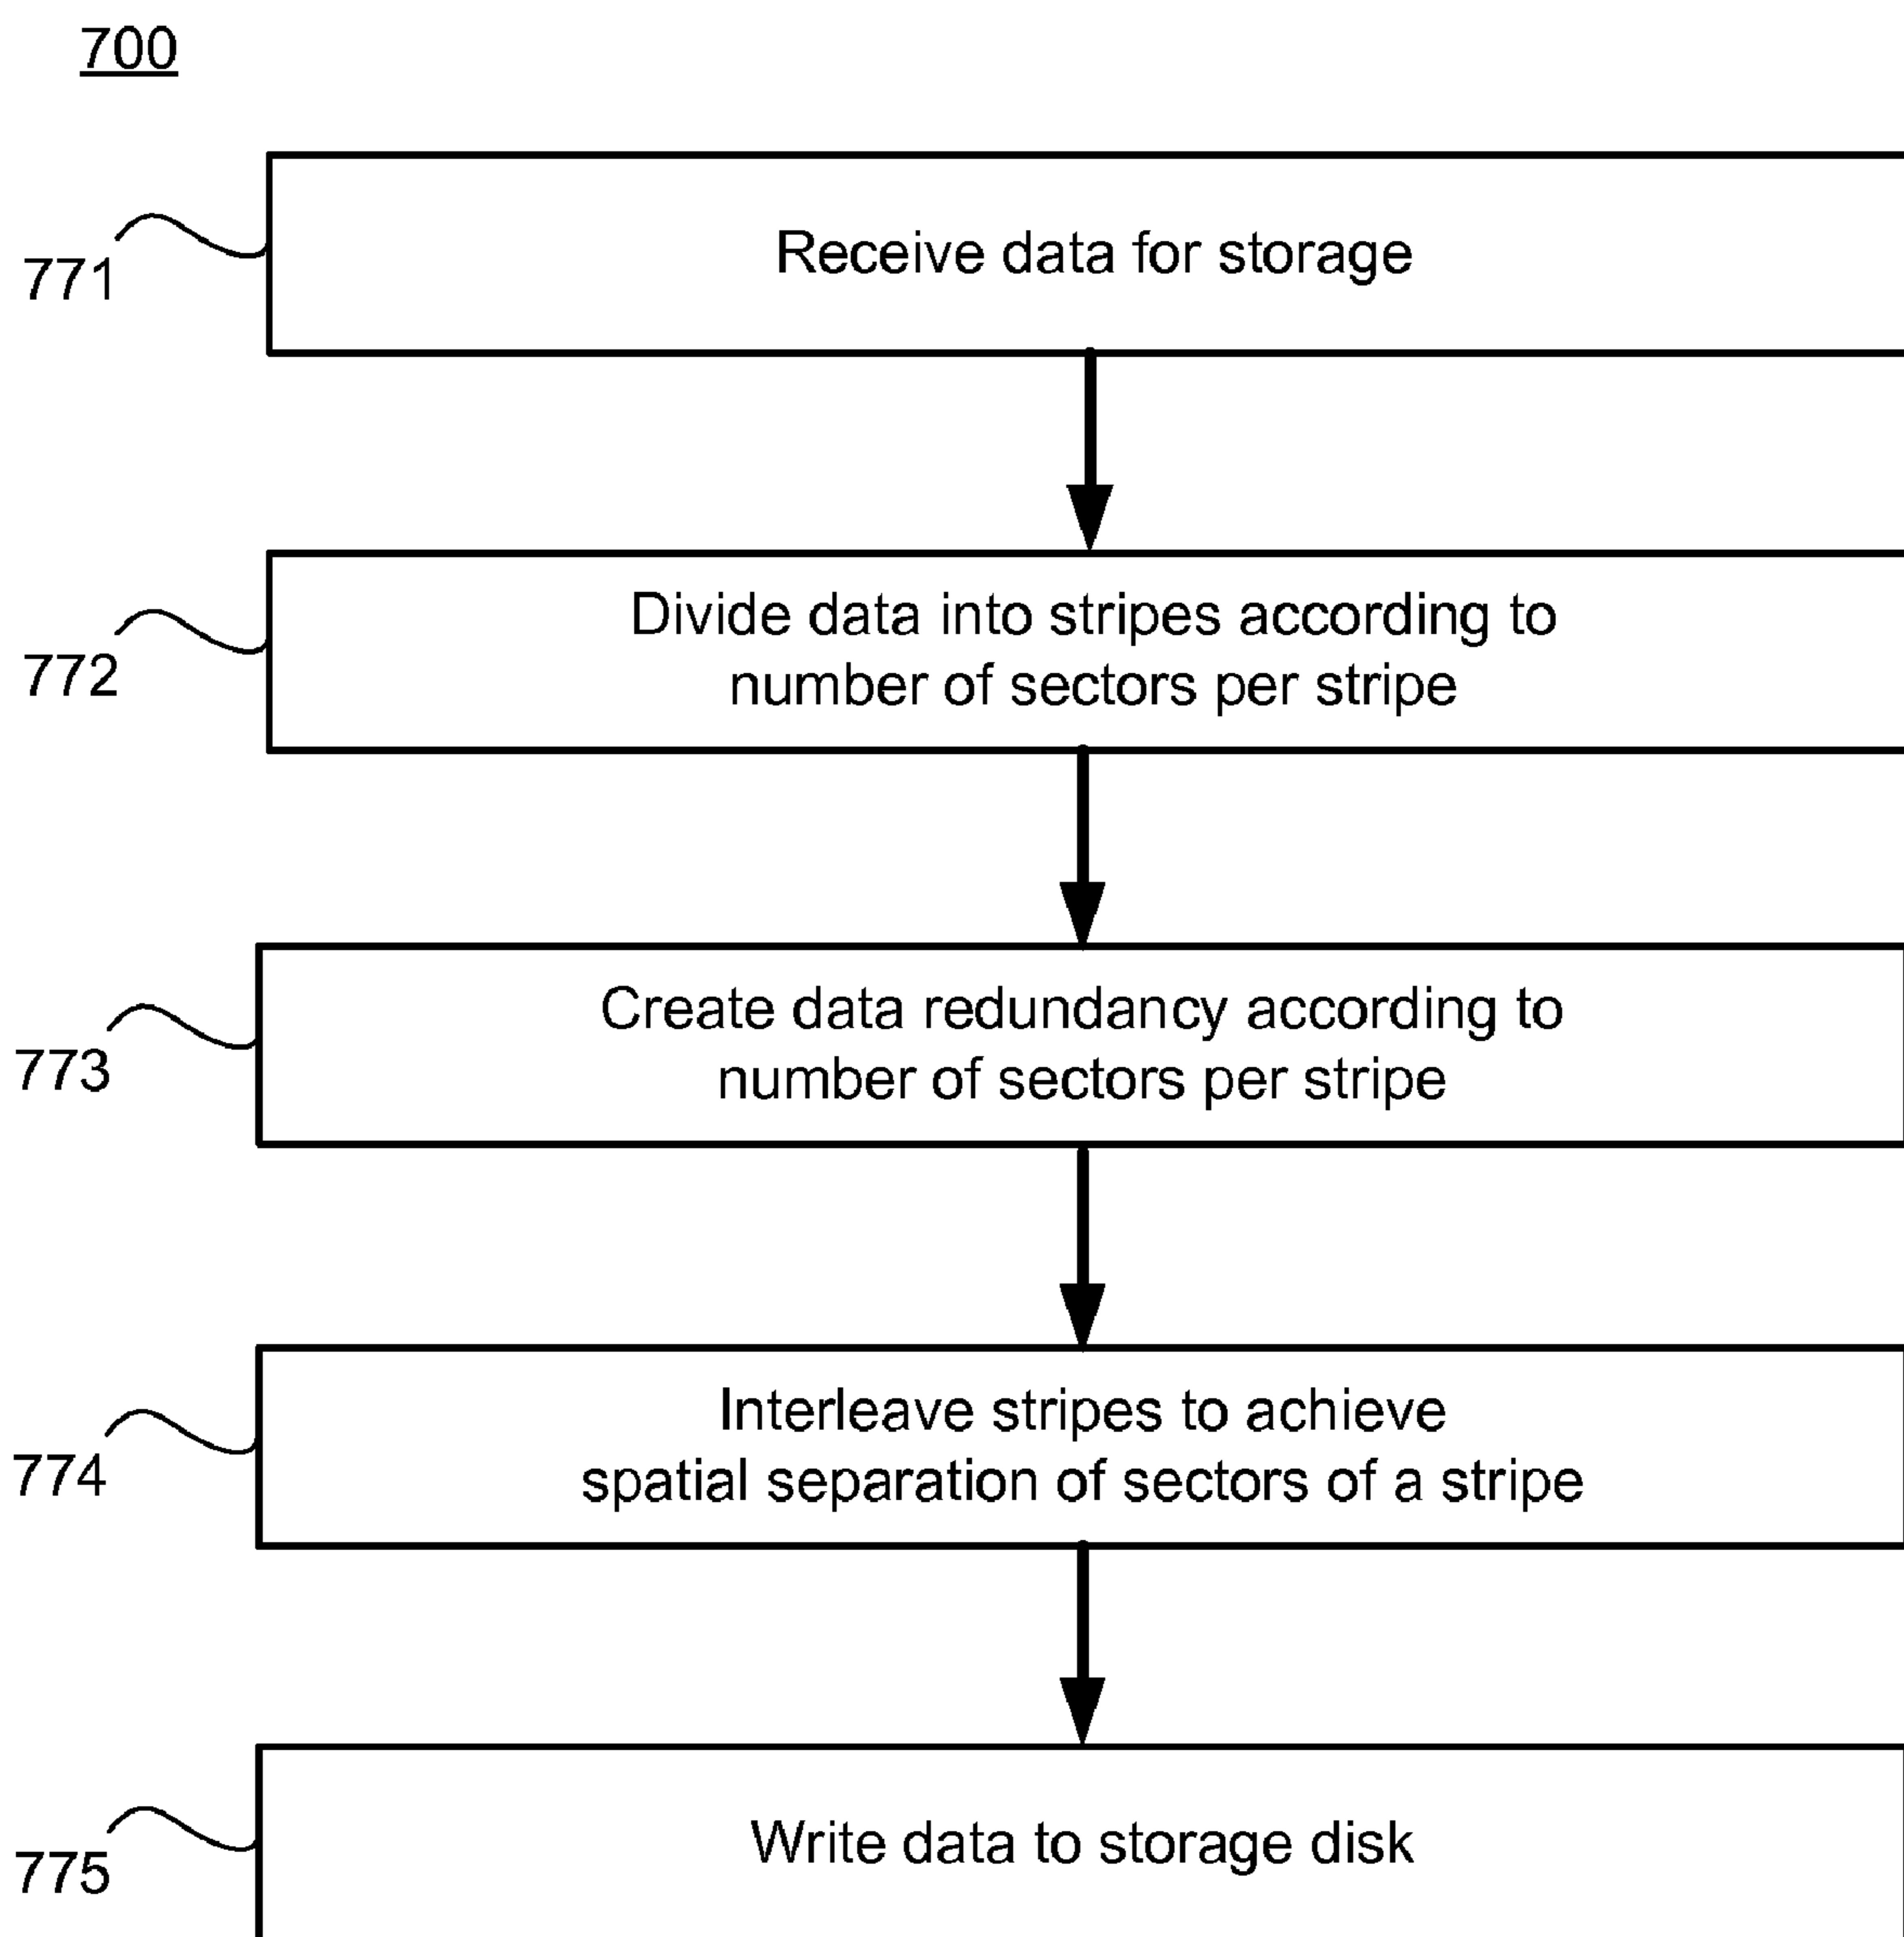 700
771
Receive data for storage
772
Divide data into stripes according to
number of sectors per stripe
773
Create data redundancy according to
number of sectors per stripe
774
Interleave stripes to achieve
spatial separation of sectors of a stripe
775
Write data to storage disk